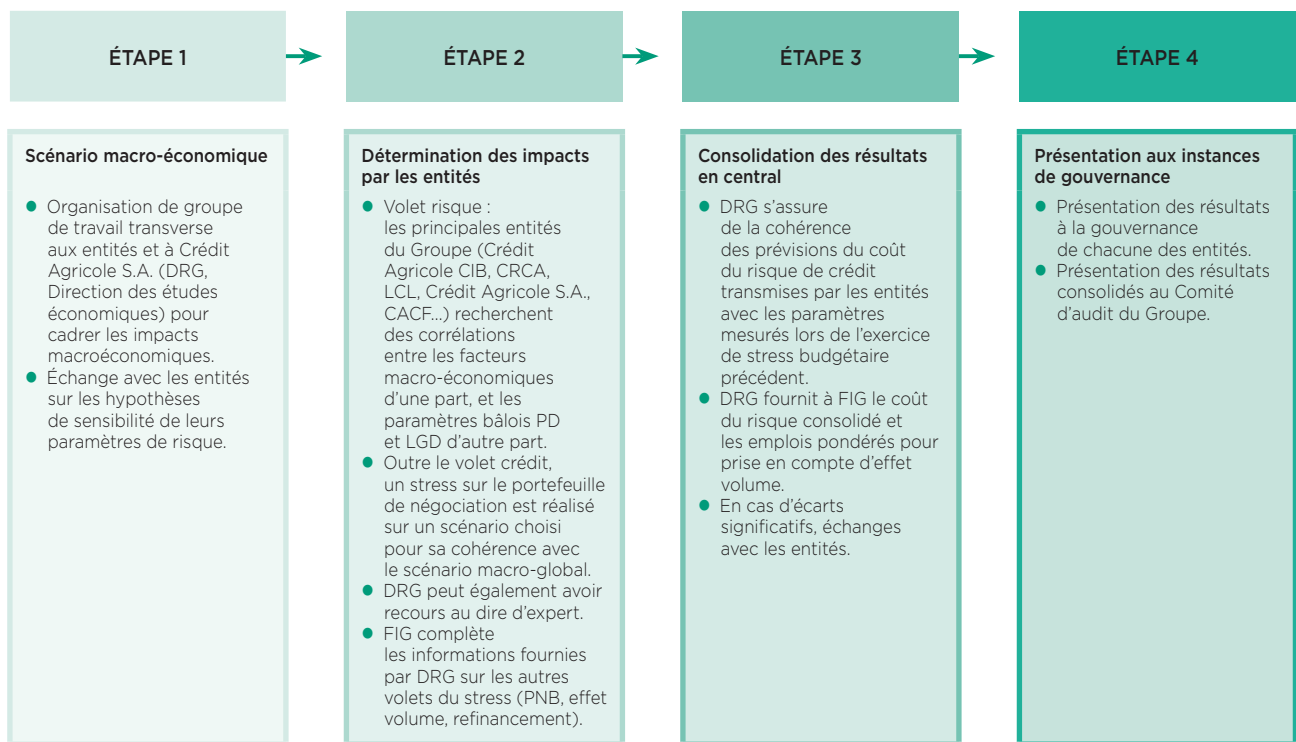 ÉTAPE 1
ÉTAPE 2
ÉTAPE 3
ÉTAPE 4
Scénario macro-économique
● Organisation de groupe
de travail transverse
aux entités et à Crédit
Agricole S.A. (DRG,
Direction des études
économiques) pour
cadrer les impacts
macroéconomiques.
● Échange avec les entités
sur les hypothèses
de sensibilité de leurs
paramètres de risque.
Détermination des impacts
par les entités
● Volet risque :
les principales entités
du Groupe (Crédit
Agricole CIB, CRCA,
LCL, Crédit Agricole S.A.,
CACF...) recherchent
des corrélations
entre les facteurs
macro-économiques
d'une part, et les
paramètres bâlois PD
et LGD d'autre part.
● Outre le volet crédit,
un stress sur le portefeuille
de négociation est réalisé
sur un scénario choisi
pour sa cohérence avec
le scénario macro-global.
● DRG peut également avoir
recours au dire d'expert.
● FIG complète
les informations fournies
par DRG sur les autres
volets du stress (PNB, effet
volume, refinancement).
Consolidation des résultats
en central
● DRG s'assure
de la cohérence
des prévisions du coût
du risque de crédit
transmises par les entités
avec les paramètres
mesurés lors de l'exercice
de stress budgétaire
précédent.
● DRG fournit à FIG le coût
du risque consolidé et
les emplois pondérés pour
prise en compte d'effet
volume.
● En cas d'écarts
significatifs, échanges
avec les entités.
Présentation aux instances
de gouvernance
● Présentation des résultats
à la gouvernance
de chacune des entités.
● Présentation des résultats
consolidés au Comité
d'audit du Groupe.